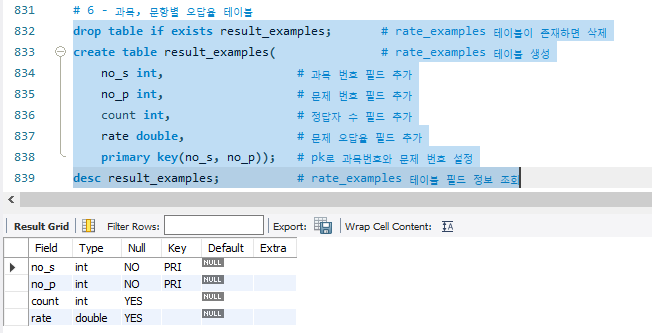 831 # 6 - 과목, 문항별 오답율 테이블
832 drop table if exists result_examples; # rate_examples 테이블이 존재하면 삭제
833 create table result_examples( # rate_examples 테이블 생성
834 no_s int, # 과목 번호 필드 추가
835 no_p int, # 문제 번호 필드 추가
836 count int, # 정답자 수 필드 추가
837 rate double, # 문제 오답율 필드 추가
838 primary key(no_s, no_p)); # pk로 과목번호와 문제 번호 설정
839 desc result_examples; # rate_examples 테이블 필드 정보 조회
Result Grid Filter Rows: Export: Wrap Cell Content: IA
Field Type Null Key Default Extra
no_s int NO PRI NULL
no_p int NO PRI NULL
count int YES NULL
rate double YES NULL